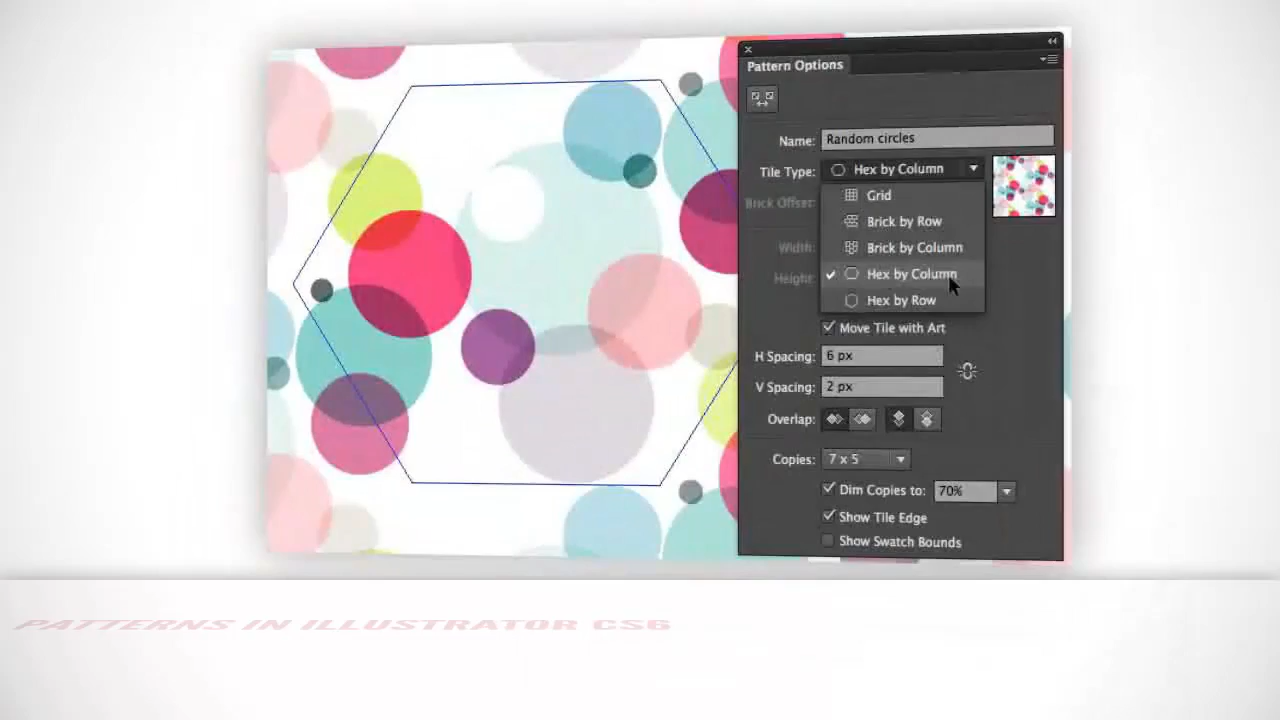 Pattern Options
Name: Random circles
Tile Type: Hex by Column
Brick Offset:
Grid
Brick by Row
Width:
Brick by Column
Height:
Hex by Column
Hex by Row
Move Tile with Art
H Spacing: 6 px
V Spacing: 2 px
Overlap:
Copies: 7 x 5
Dim Copies to: 70%
Show Tile Edge
Show Swatch Bounds
PATTERNS IN ILLUSTRATOR CS6